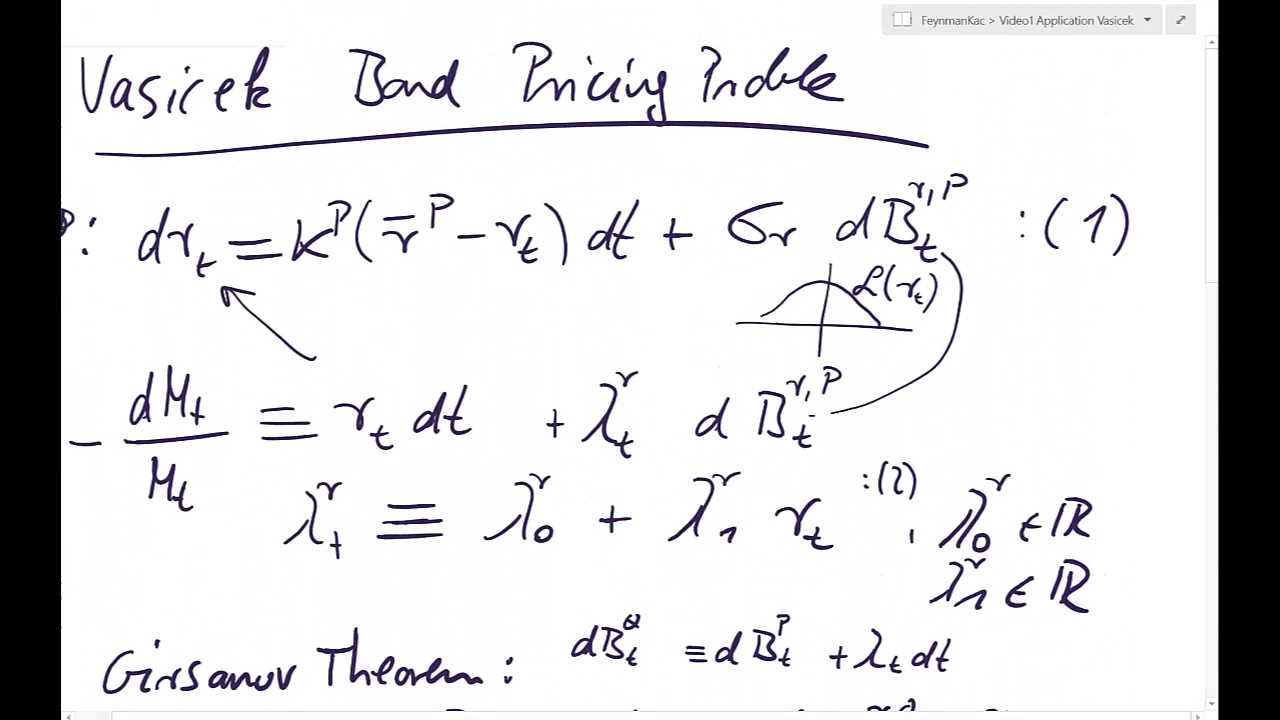 FeynmanKac > Video1 Application Vasicek
Vasicek Bond Pricing
: dr_t = κ^P(r̄^P − r_t) dt + σ_r dB_t^{r,P} :(1)
ℒ(r_t)
− dM_t/M_t ≡ r_t dt + λ_t^r dB_t^{r,P}
λ_t^r ≡ λ_0^r + λ_1^r r_t :(2) , λ_0^r ∈ ℝ
λ_1^r ∈ ℝ
Girsanov Theorem: dB_t^Q ≡ dB_t^P + λ_t dt